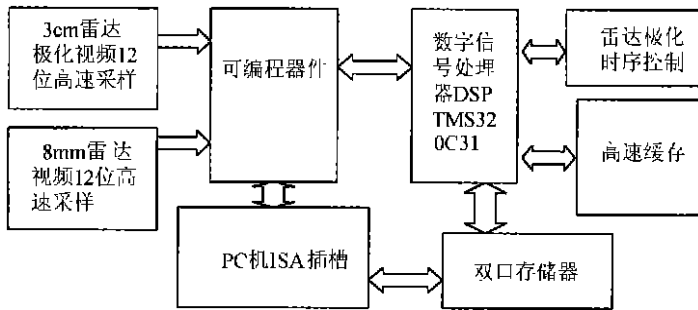 3cm雷达
极化视频12
位高速采样
8mm雷达
视频12位高
速采样
可编程器件
数字信
号处理
器DSP
TMS32
0C31
雷达极化
时序控制
高速缓存
PC机ISA插槽
双口存储器